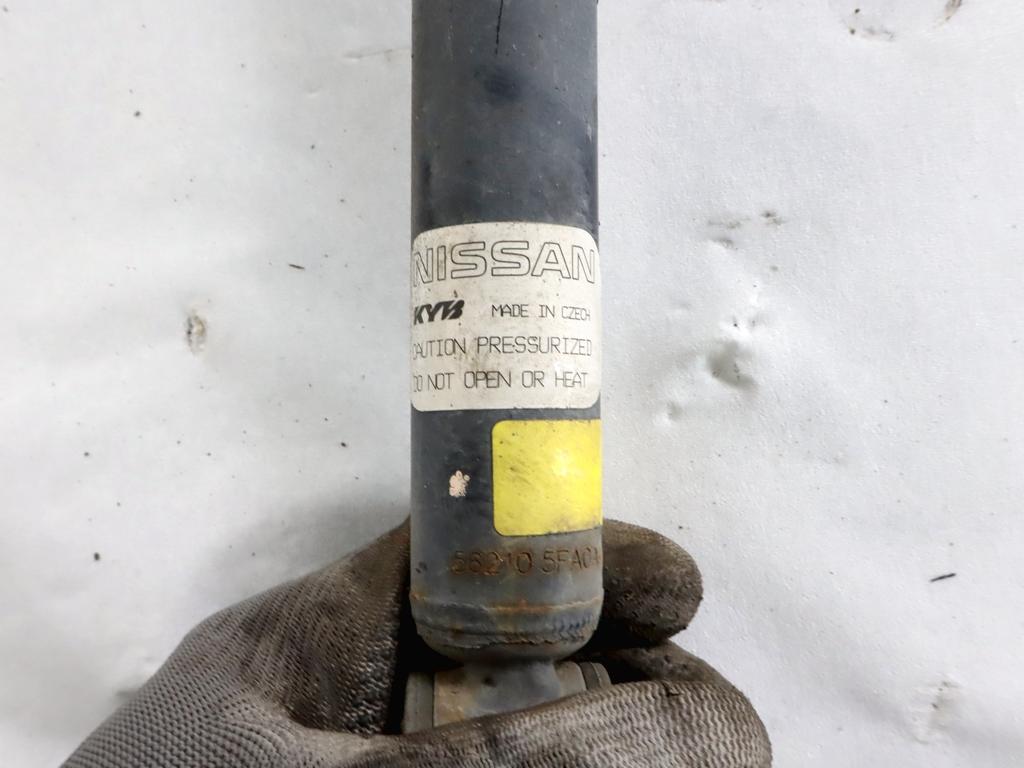 NISSAN
KYB MADE IN CZECH
CAUTION PRESSURIZED
DO NOT OPEN OR HEAT
56210 5FA0A